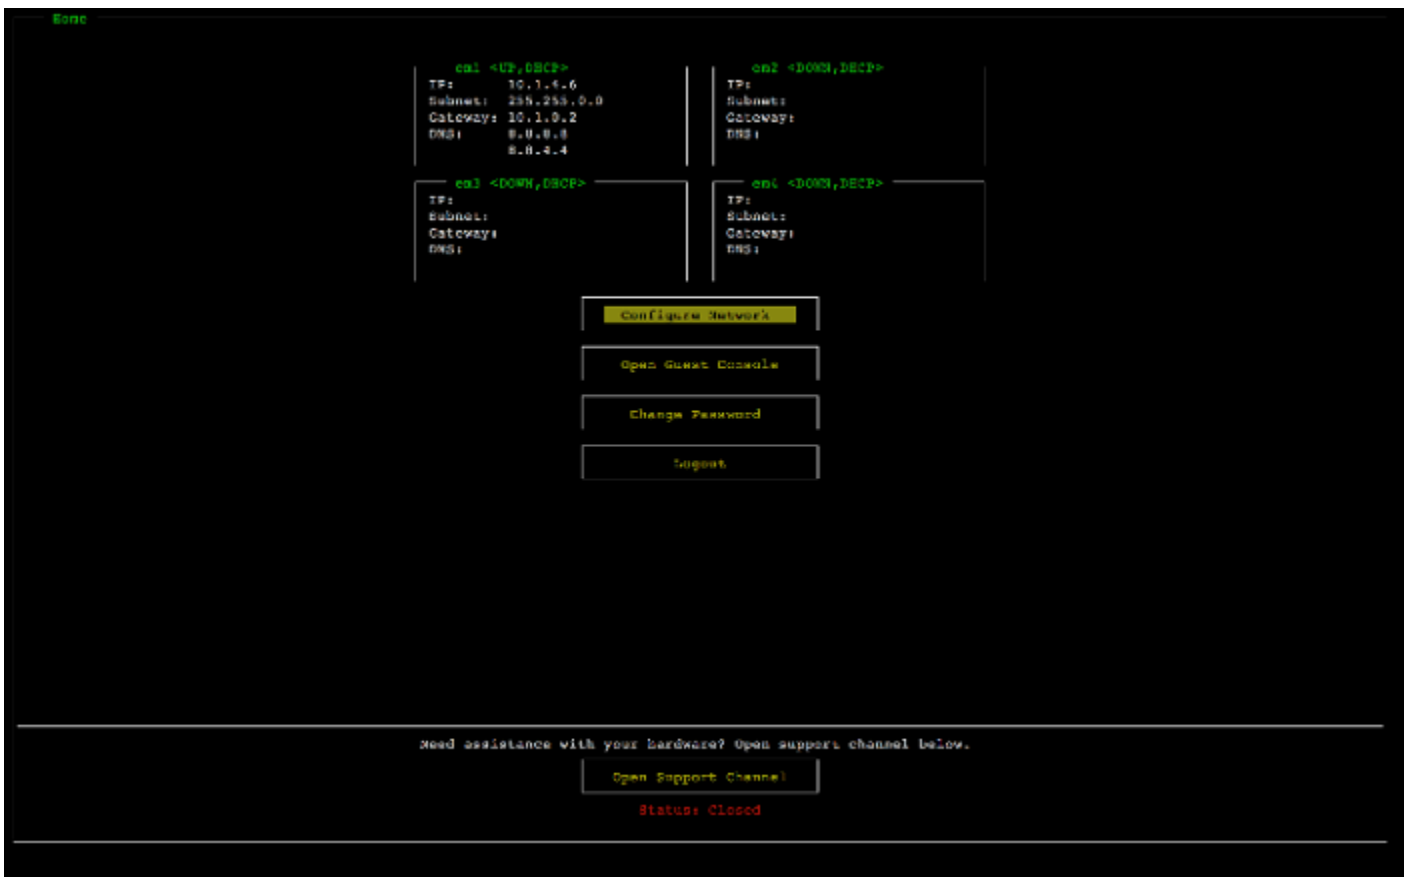 Home
em1 <UP,DHCP>
IP: 10.1.4.6
Subnet: 255.255.0.0
Gateway: 10.1.0.2
DNS: 8.8.8.8
8.8.4.4
em2 <DOWN,DHCP>
IP:
Subnet:
Gateway:
DNS:
em3 <DOWN,DHCP>
IP:
Subnet:
Gateway:
DNS:
em4 <DOWN,DHCP>
IP:
Subnet:
Gateway:
DNS:
Configure Network
Open Guest Console
Change Password
Logout
Need assistance with your hardware? Open support channel below.
Open Support Channel
Status: Closed